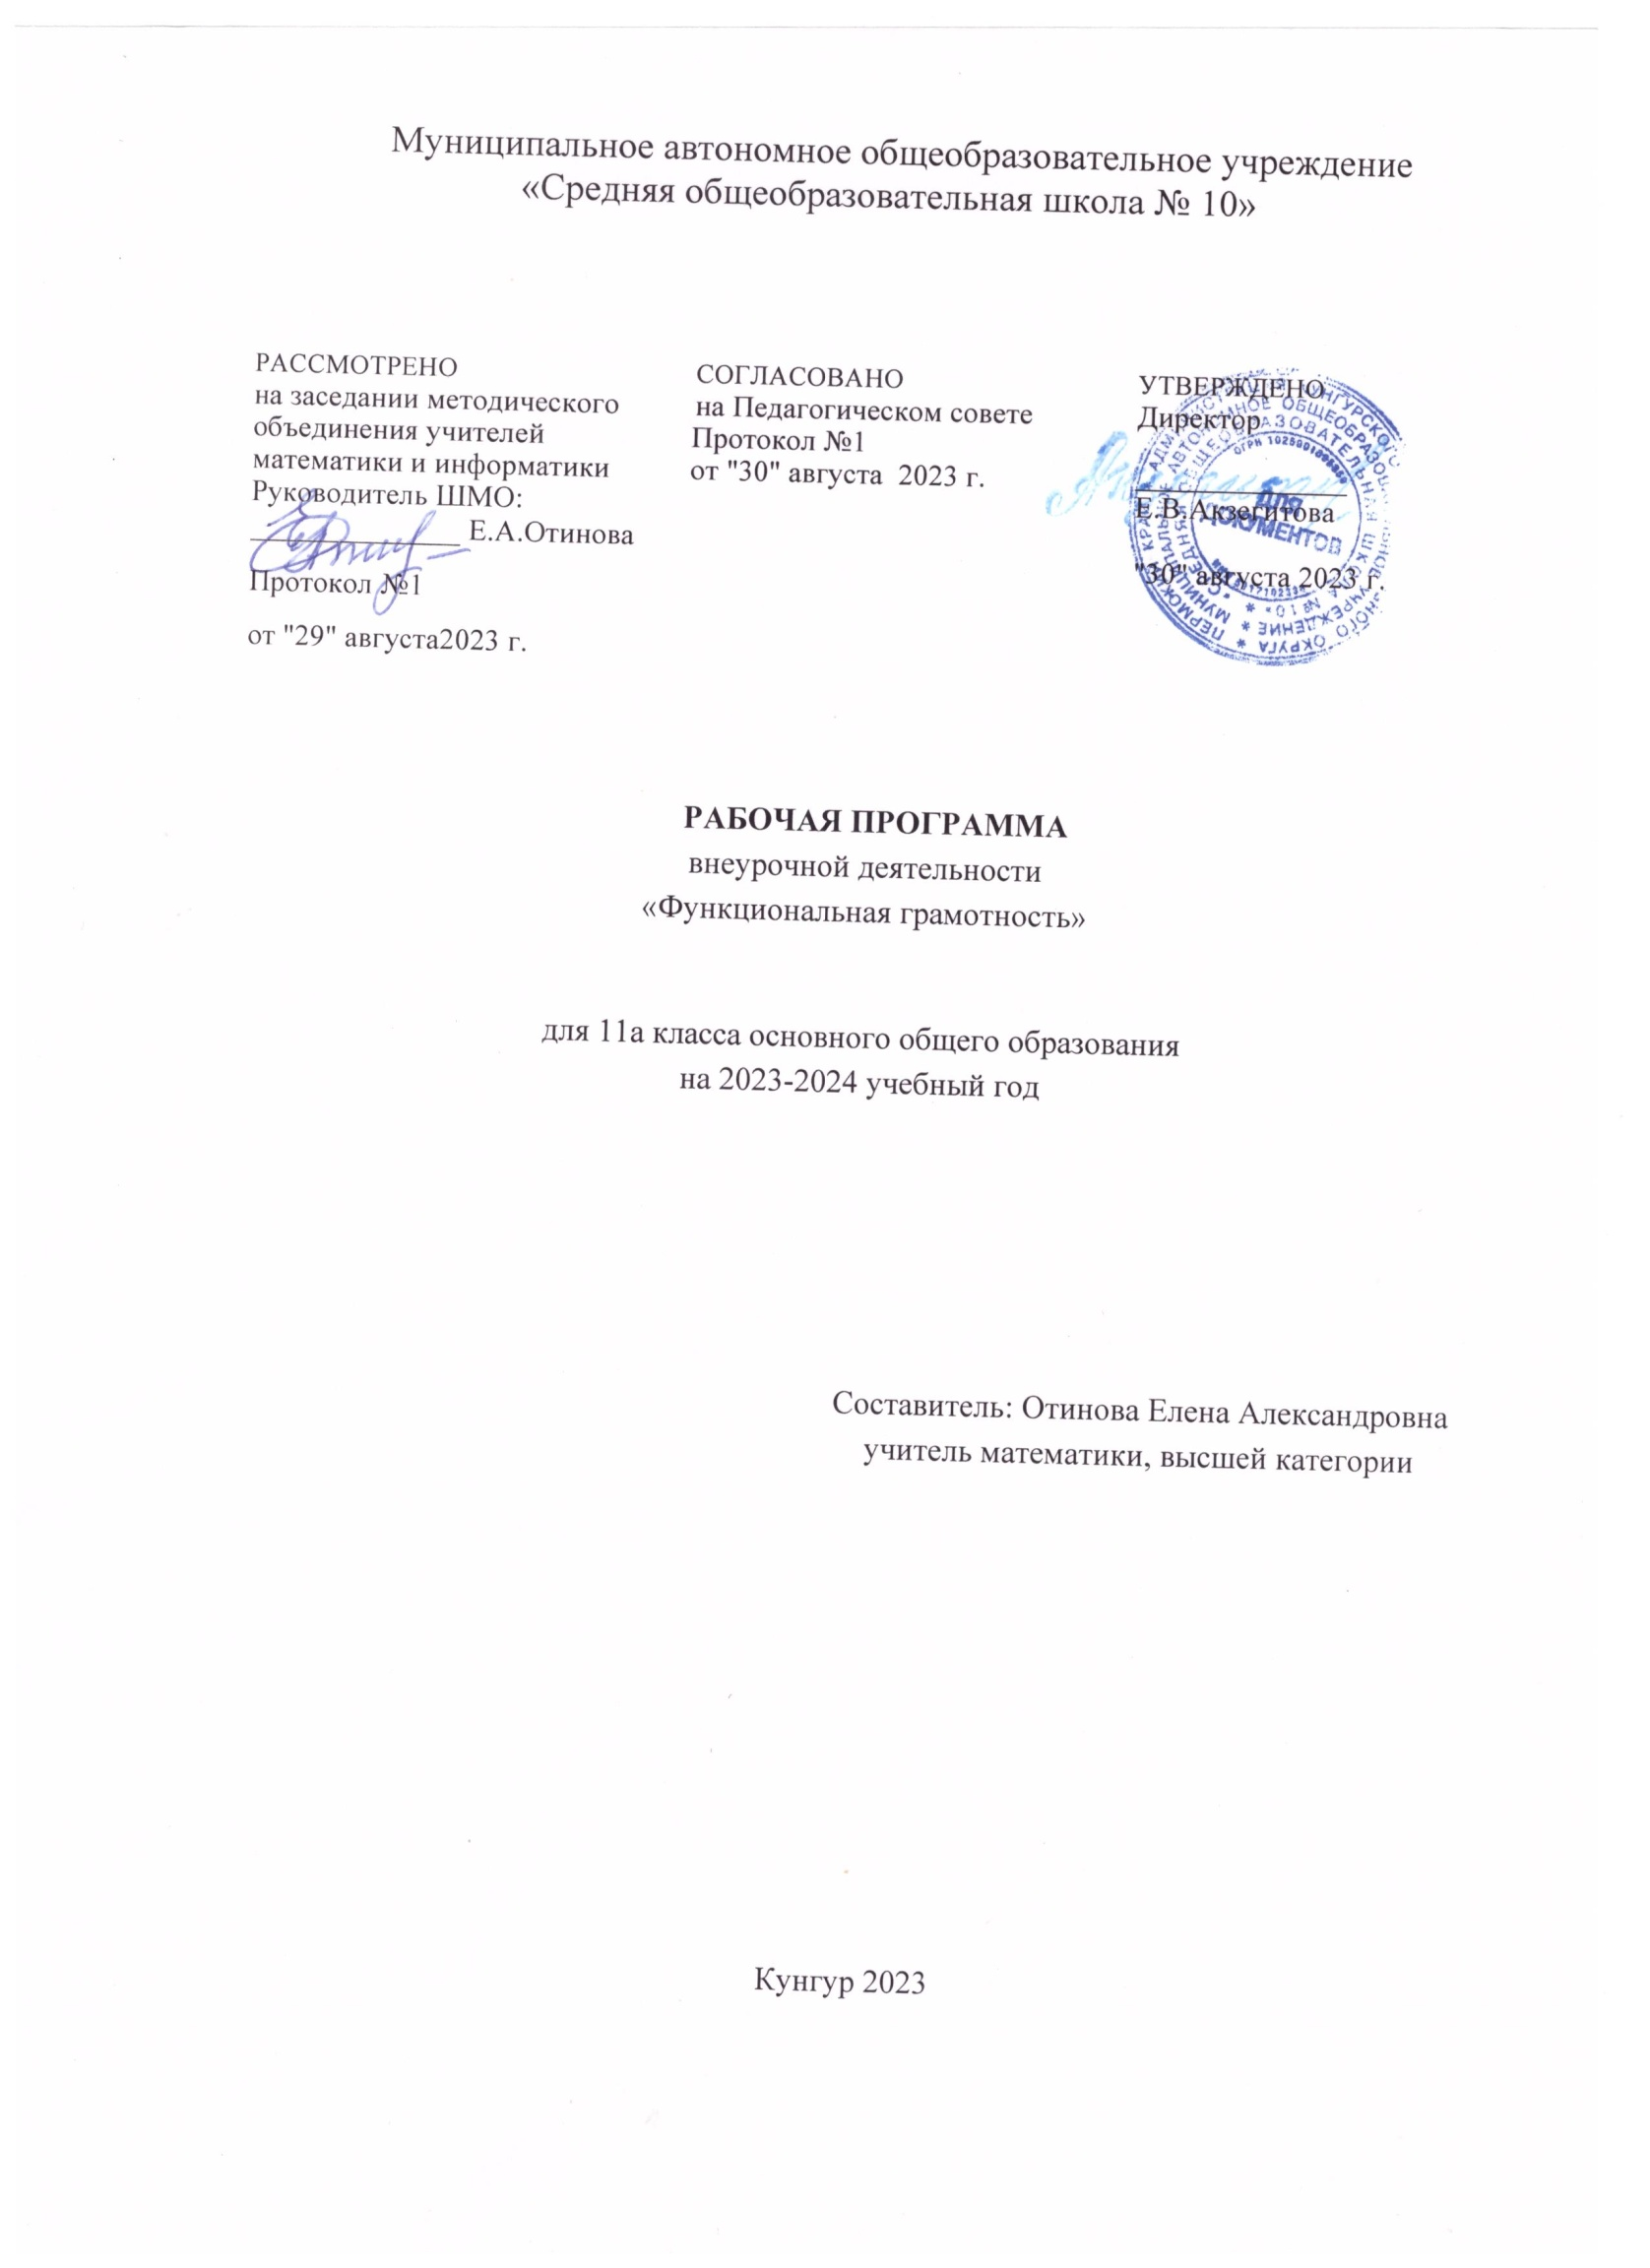 Муниципальное автономное общеобразовательное учреждение
«Средняя общеобразовательная школа № 10»
РАССМОТРЕНО
на заседании методического
объединения учителей
математики и информатики
Руководитель ШМО:
Е.А.Отинова
Протокол №1
от "29" августа2023 г.
СОГЛАСОВАНО
на Педагогическом совете
Протокол №1
от "30" августа 2023 г.
УТВЕРЖДЕНО
Директор
Е.В.Акзегитова
"30" августа 2023 г.
ДЛЯ
ДОКУМЕНТОВ
РАБОЧАЯ ПРОГРАММА
внеурочной деятельности
«Функциональная грамотность»
для 11а класса основного общего образования
на 2023-2024 учебный год
Составитель: Отинова Елена Александровна
учитель математики, высшей категории
Кунгур 2023